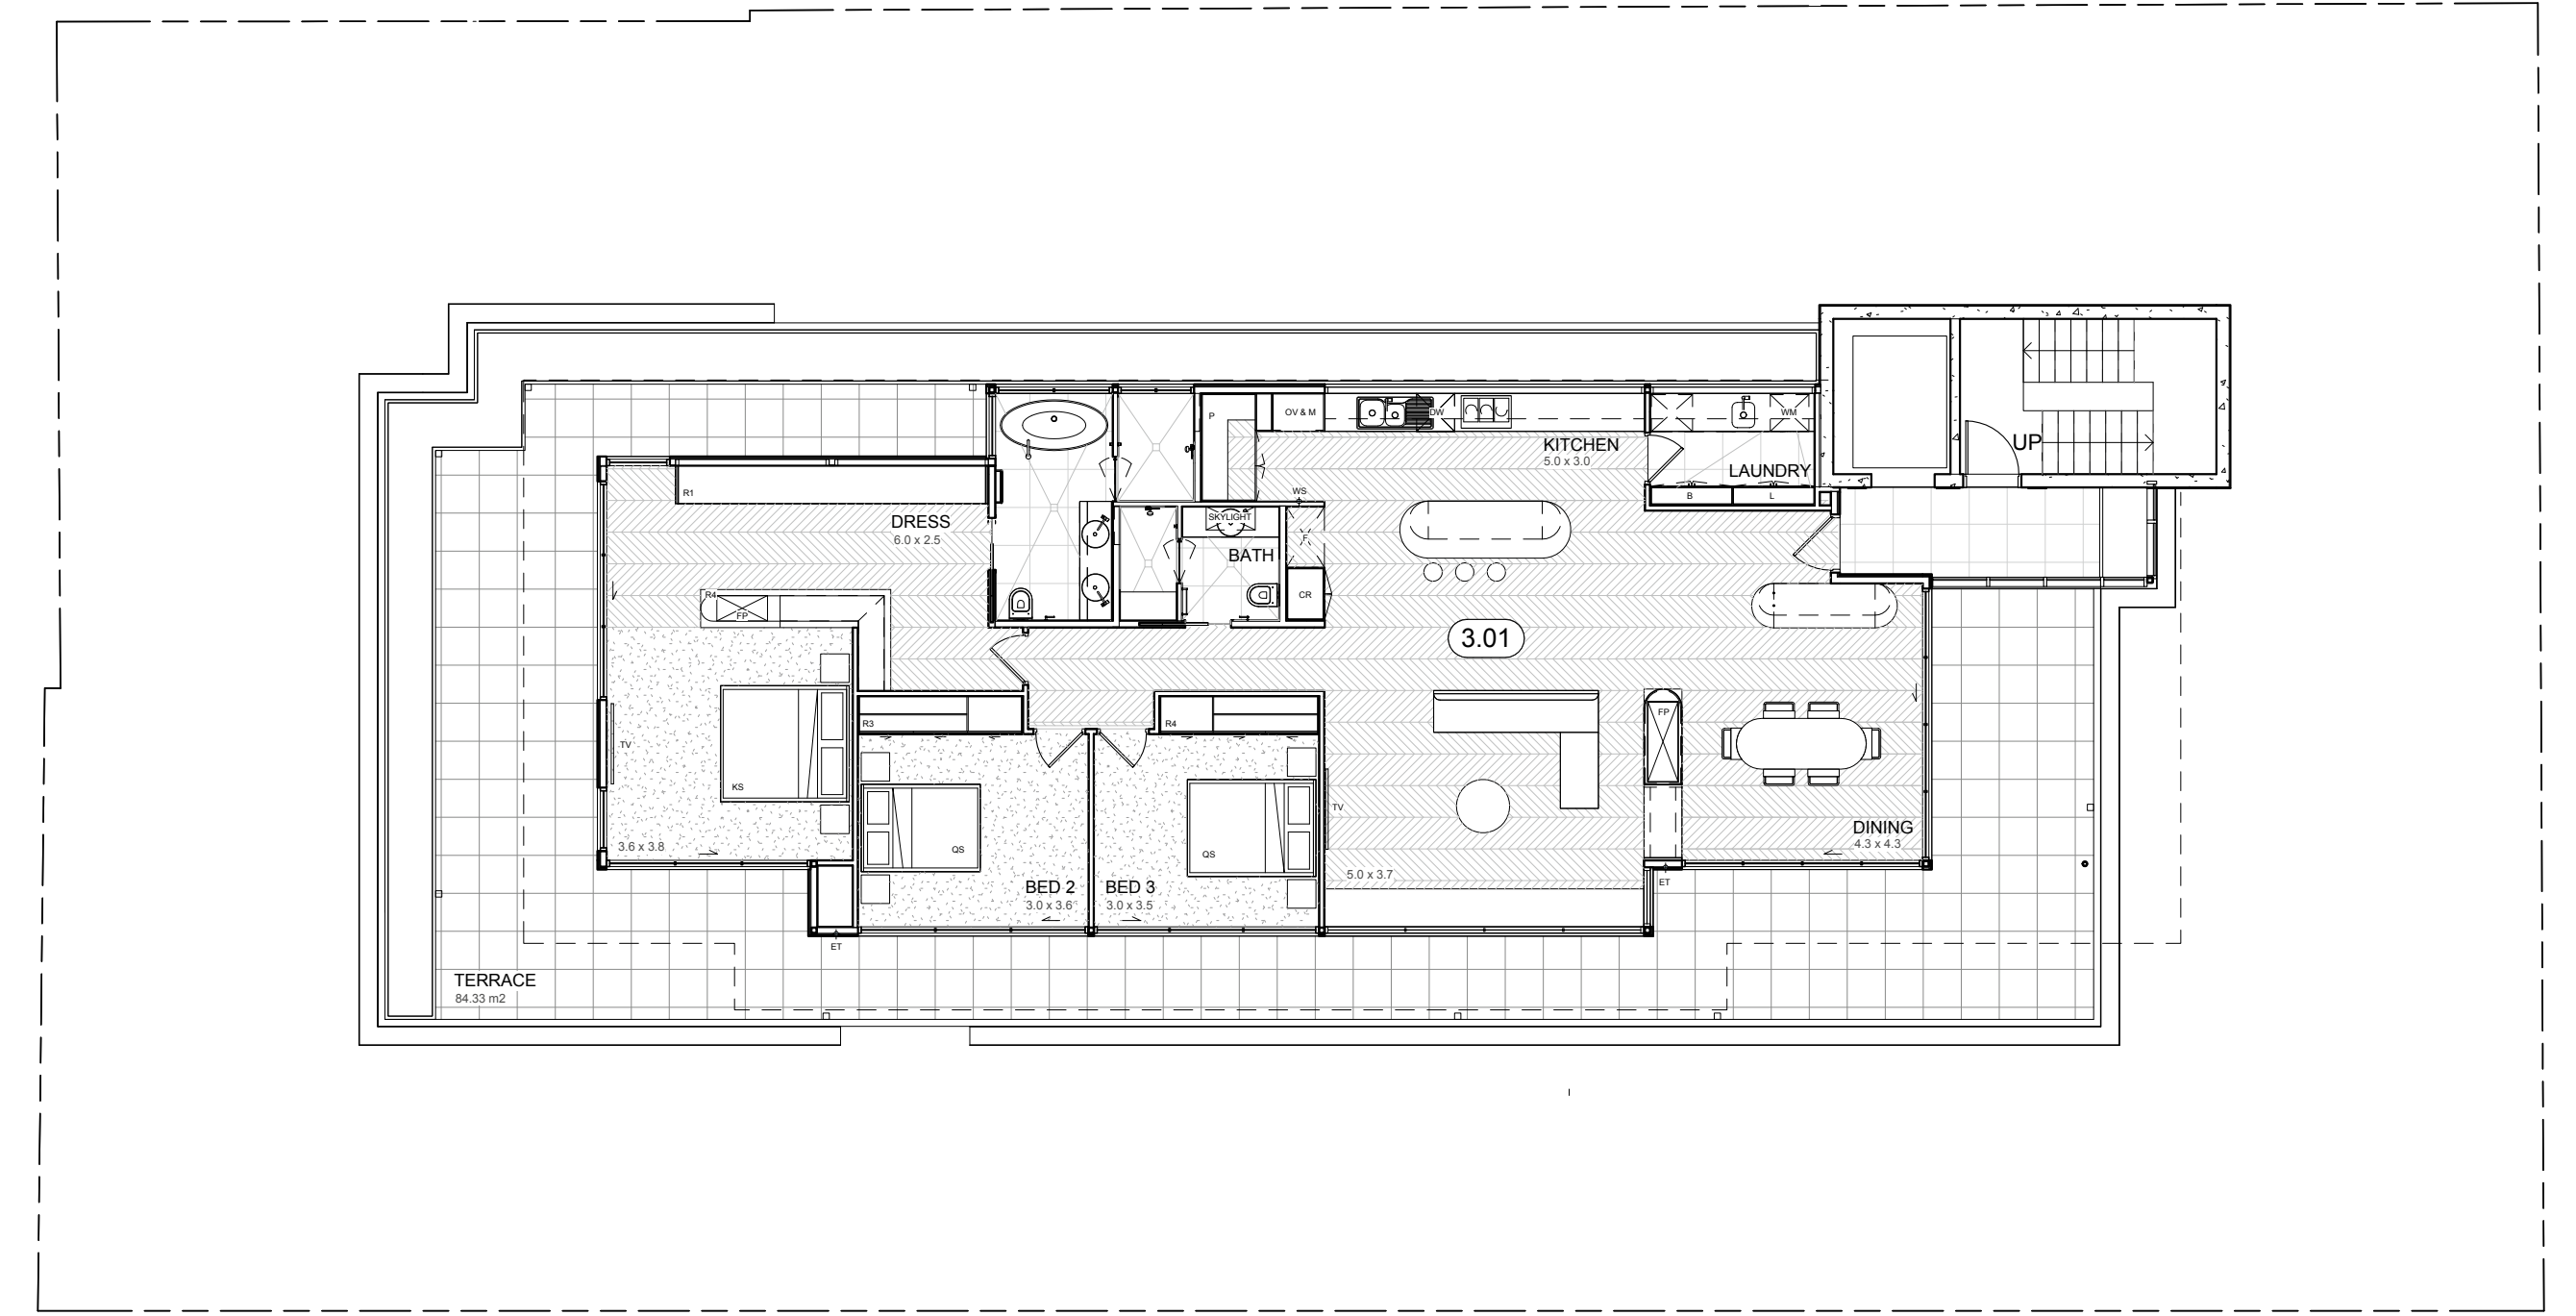 P
OV & M
DW
WM
KITCHEN
5.0 x 3.0
UP
LAUNDRY
R1
WS
B
L
DRESS
6.0 x 2.5
SKYLIGHT
F
BATH
R4
FP
CR
3.01
R3
R4
FP
TV
KS
TV
DINING
4.3 x 4.3
3.6 x 3.8
QS
QS
5.0 x 3.7
ET
BED 2
3.0 x 3.6
BED 3
3.0 x 3.5
ET
TERRACE
84.33 m2